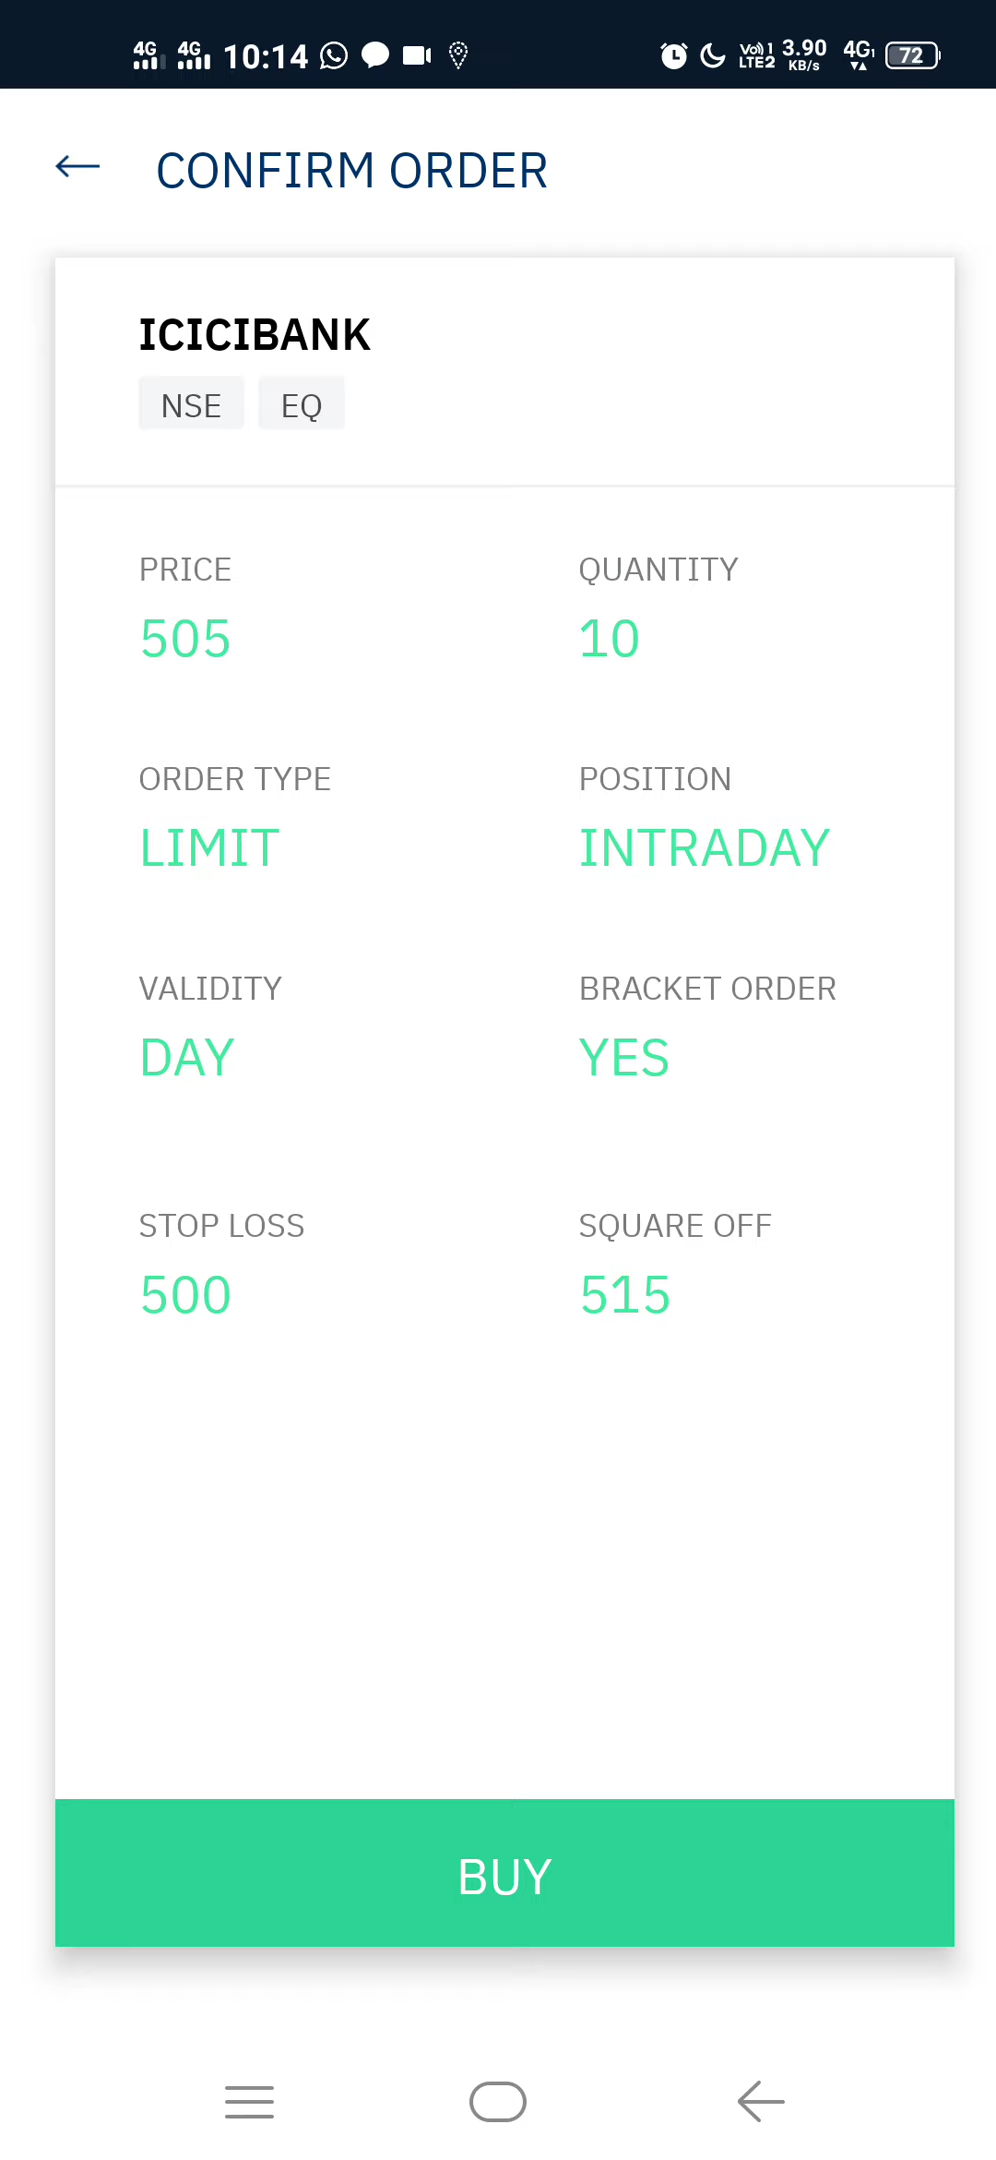 4G 4G 10:14 Vo) 1 LTE2 3.90 KB/s 4G1 72
CONFIRM ORDER
ICICIBANK
NSE EQ
PRICE QUANTITY
505 10
ORDER TYPE POSITION
LIMIT INTRADAY
VALIDITY BRACKET ORDER
DAY YES
STOP LOSS SQUARE OFF
500 515
BUY